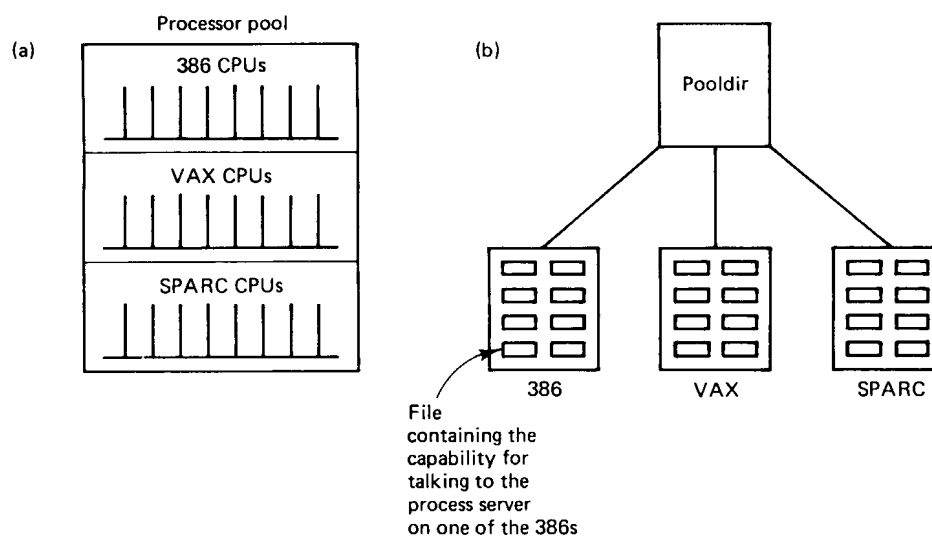 (a)
Processor pool
386 CPUs
VAX CPUs
SPARC CPUs
(b)
Pooldir
386
VAX
SPARC
File
containing the
capability for
talking to the
process server
on one of the 386s